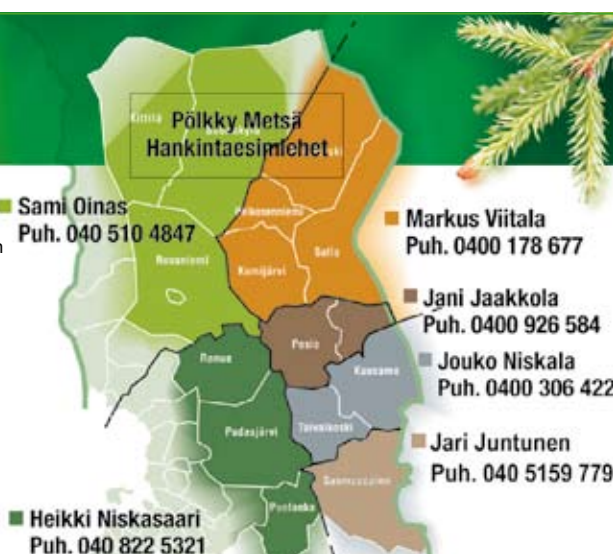 Pölkky Metsä
Hankintaesimiehet
Kittilä
Pelkosenniemi
Sami Oinas
Puh. 040 510 4847
n
Markus Viitala
Puh. 0400 178 677
Rovaniemi
Kemijärvi
Salla
Jani Jaakkola
Puh. 0400 926 584
Ranua
Posio
Kuusamo
Jouko Niskala
Puh. 0400 306 422
Pudasjärvi
Taivalkoski
Jari Juntunen
Puh. 040 5159 779
Suomussalmi
Puolanka
Heikki Niskasaari
Puh. 040 822 5321